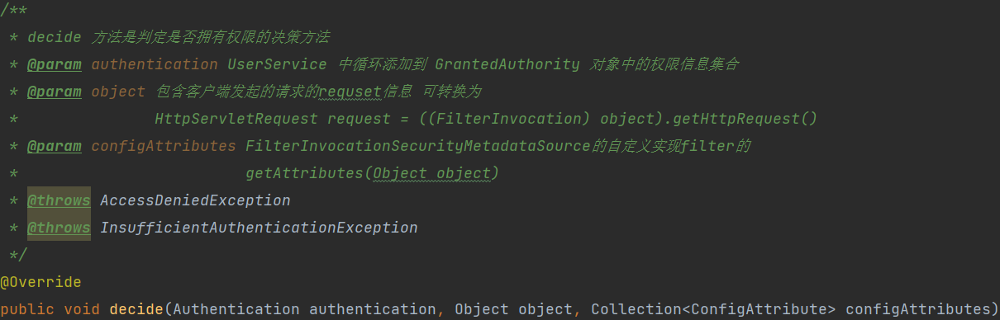 /**
* decide 方法是判定是否拥有权限的决策方法
* @param authentication UserService 中循环添加到 GrantedAuthority 对象中的权限信息集合
* @param object 包含客户端发起的请求的requset信息 可转换为
* HttpServletRequest request = ((FilterInvocation) object).getHttpRequest()
* @param configAttributes FilterInvocationSecurityMetadataSource的自定义实现filter的
* getAttributes(Object object)
* @throws AccessDeniedException
* @throws InsufficientAuthenticationException
*/
@Override
public void decide(Authentication authentication, Object object, Collection<ConfigAttribute> configAttributes)